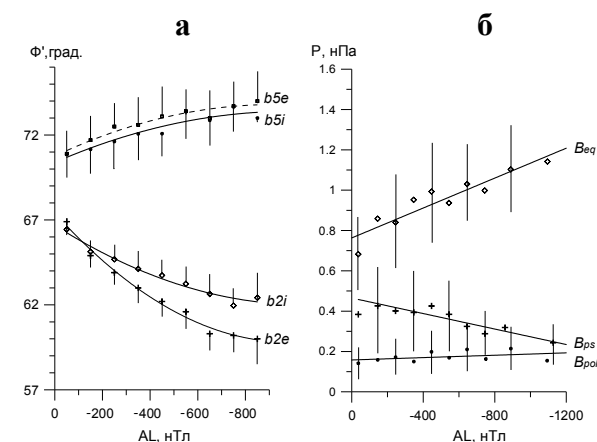 а
б
Ф',град.
P, нПа
1.6
1.4
1.2
1
0.8
0.6
0.4
0.2
0
72
67
62
57
b5e
b5i
b2i
b2e
Beq
Bps
Bpol
0 -200 -400 -600 -800
0 -400 -800 -1200
AL, нТл
AL, нТл